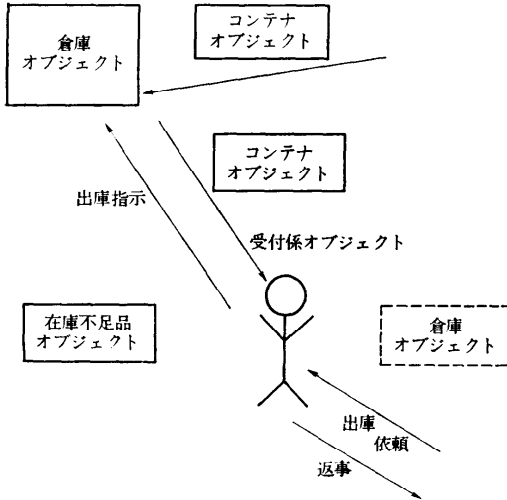 倉庫
オブジェクト
コンテナ
オブジェクト
コンテナ
オブジェクト
出庫指示
受付係オブジェクト
在庫不足品
オブジェクト
倉庫
オブジェクト
出庫
依頼
返事